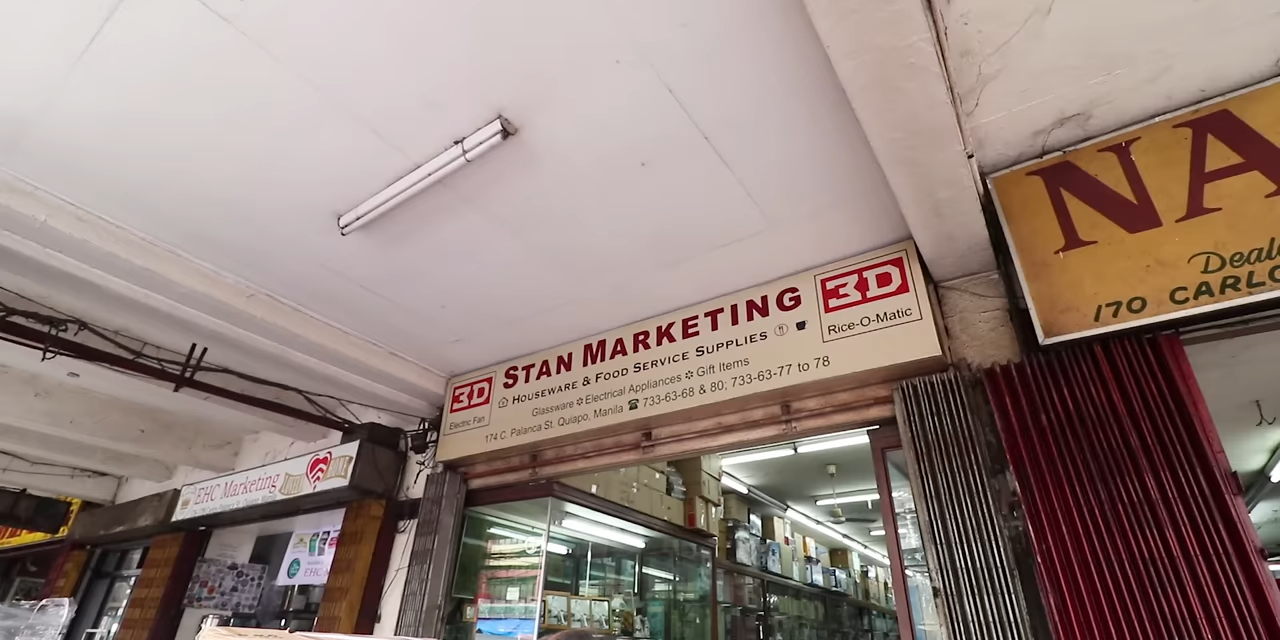 3D
Electric Fan
STAN MARKETING
HOUSEWARE & FOOD SERVICE SUPPLIES
Glassware ✲ Electrical Appliances ✲ Gift Items
174 C. Palanca St. Quiapo, Manila ☎ 733-63-68 & 80; 733-63-77 to 78
3D
Rice-O-Matic
NA
Deal
170 CARLO
EHC Marketing
EHC